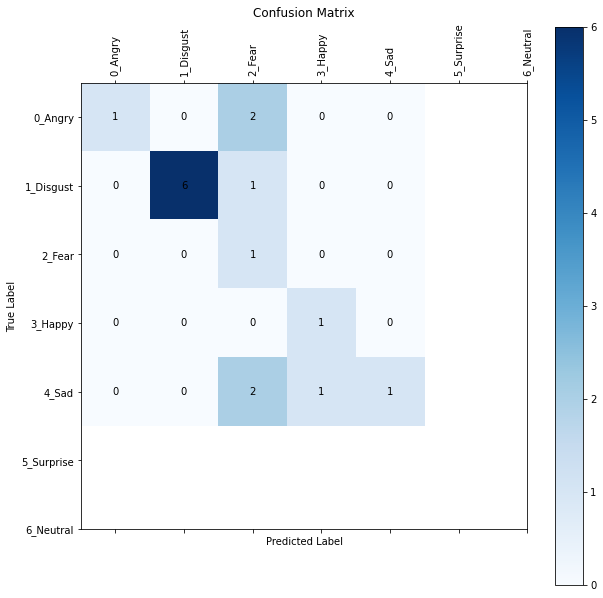 Confusion Matrix
0_Angry 1_Disgust 2_Fear 3_Happy 4_Sad 5_Surprise 6_Neutral
0_Angry 1 0 2 0 0
1_Disgust 0 6 1 0 0
2_Fear 0 0 1 0 0
3_Happy 0 0 0 1 0
4_Sad 0 0 2 1 1
5_Surprise
6_Neutral
True Label
Predicted Label
6
5
4
3
2
1
0